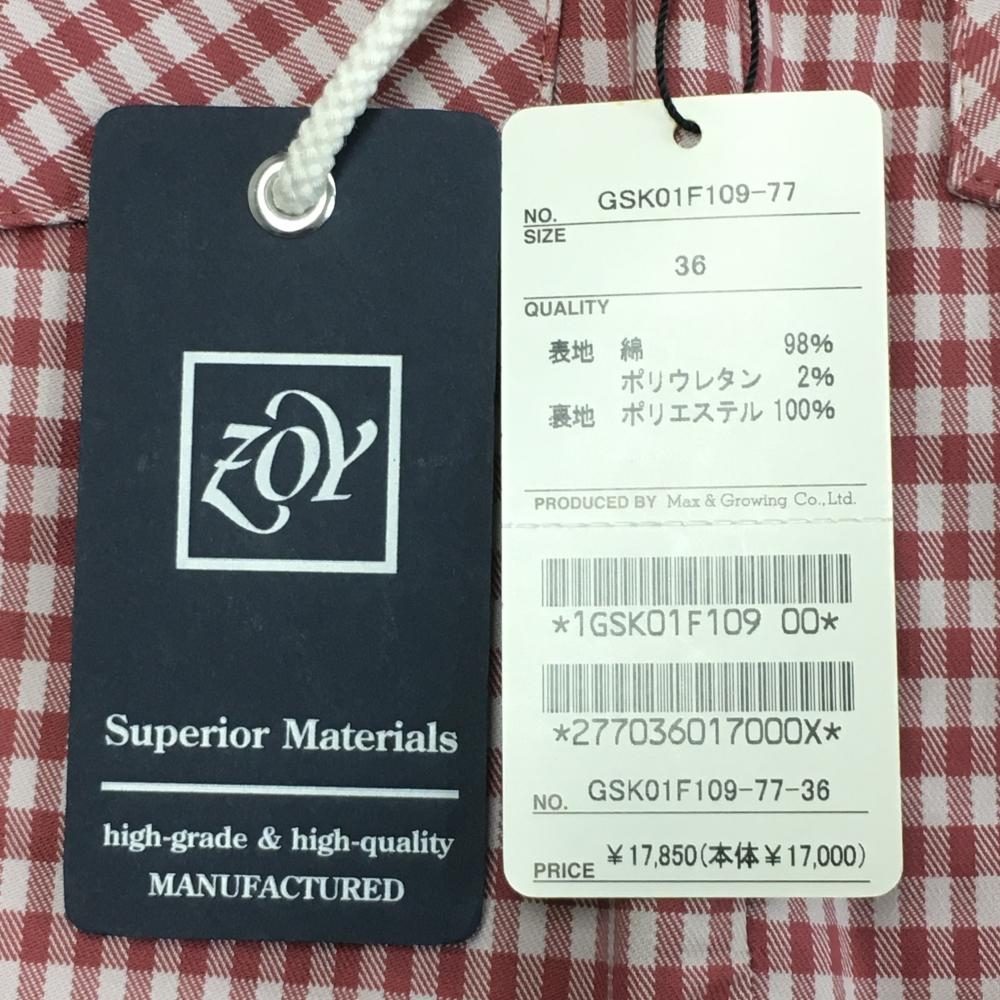 ZOY
Superior Materials
high-grade & high-quality
MANUFACTURED
NO. GSK01F109-77
SIZE
36
QUALITY
表地 綿 98%
ポリウレタン 2%
裏地 ポリエステル 100%
PRODUCED BY Max & Growing Co.,Ltd.
*1GSK01F109 00*
*277036017000X*
NO. GSK01F109-77-36
PRICE ¥17,850(本体¥17,000)